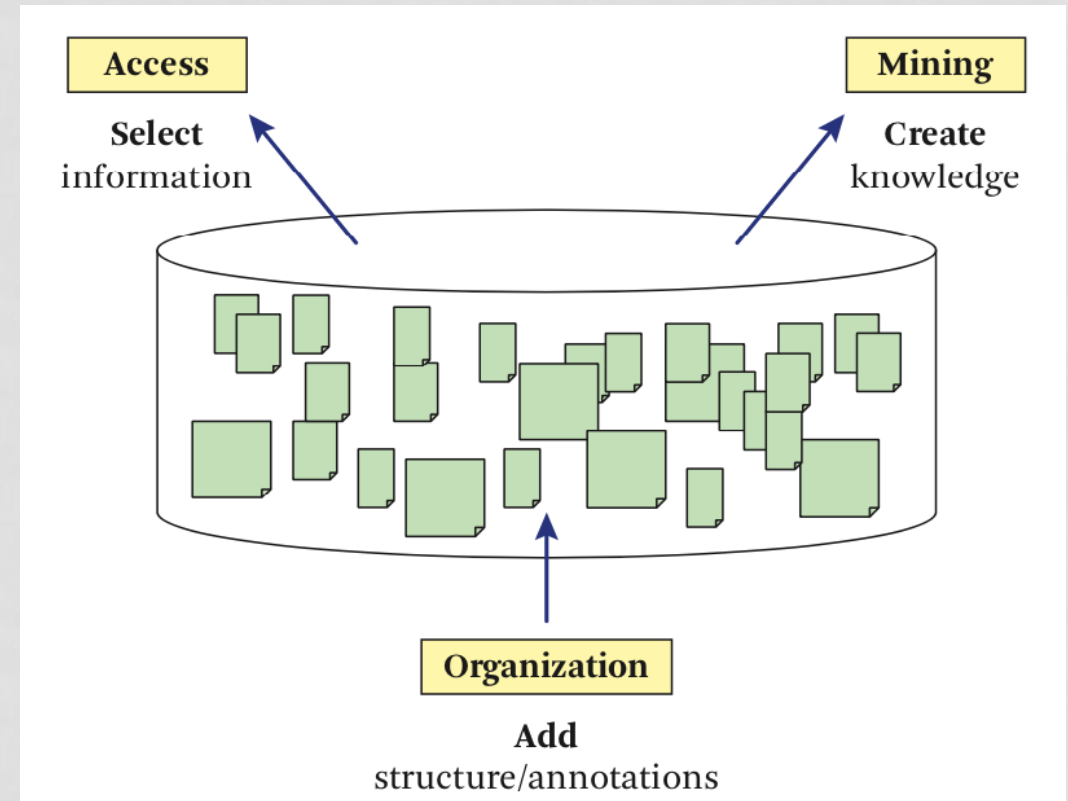 Access
Select
information
Mining
Create
knowledge
Organization
Add
structure/annotations